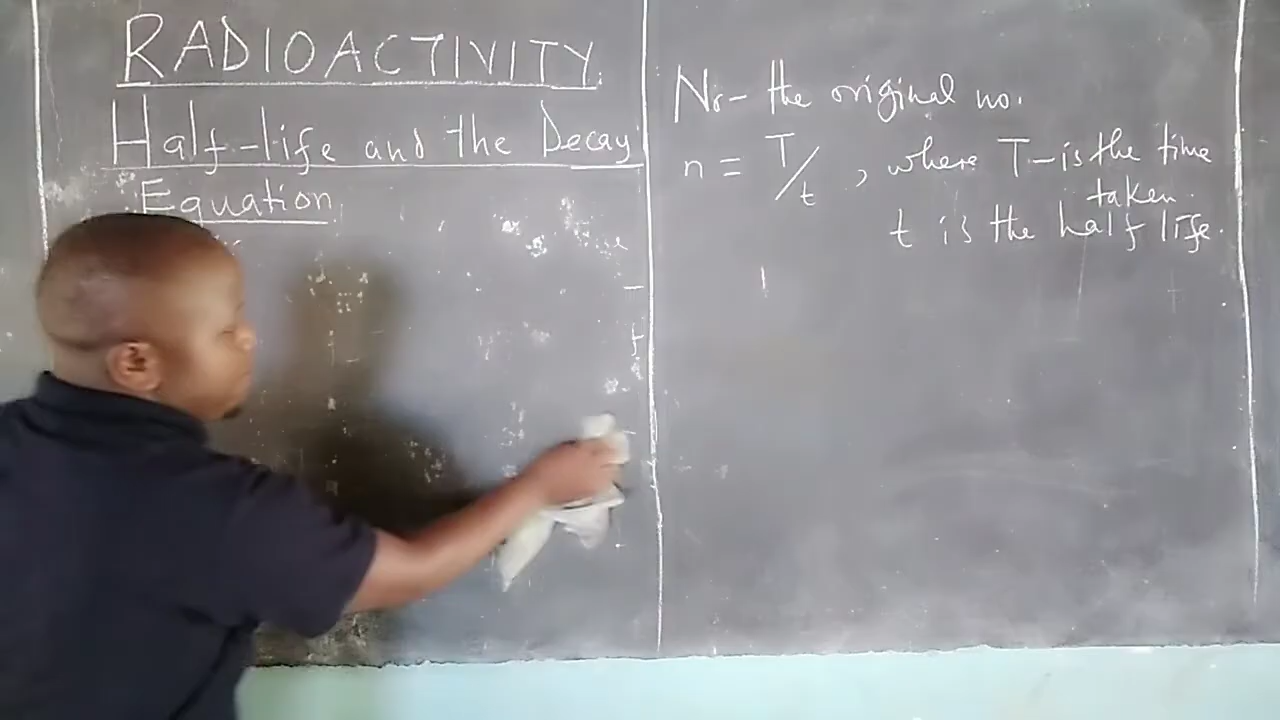 RADIOACTIVITY
Half-life and the Decay
Equation
No - the original no.
n = T/t , where T - is the time
taken.
t is the half life.